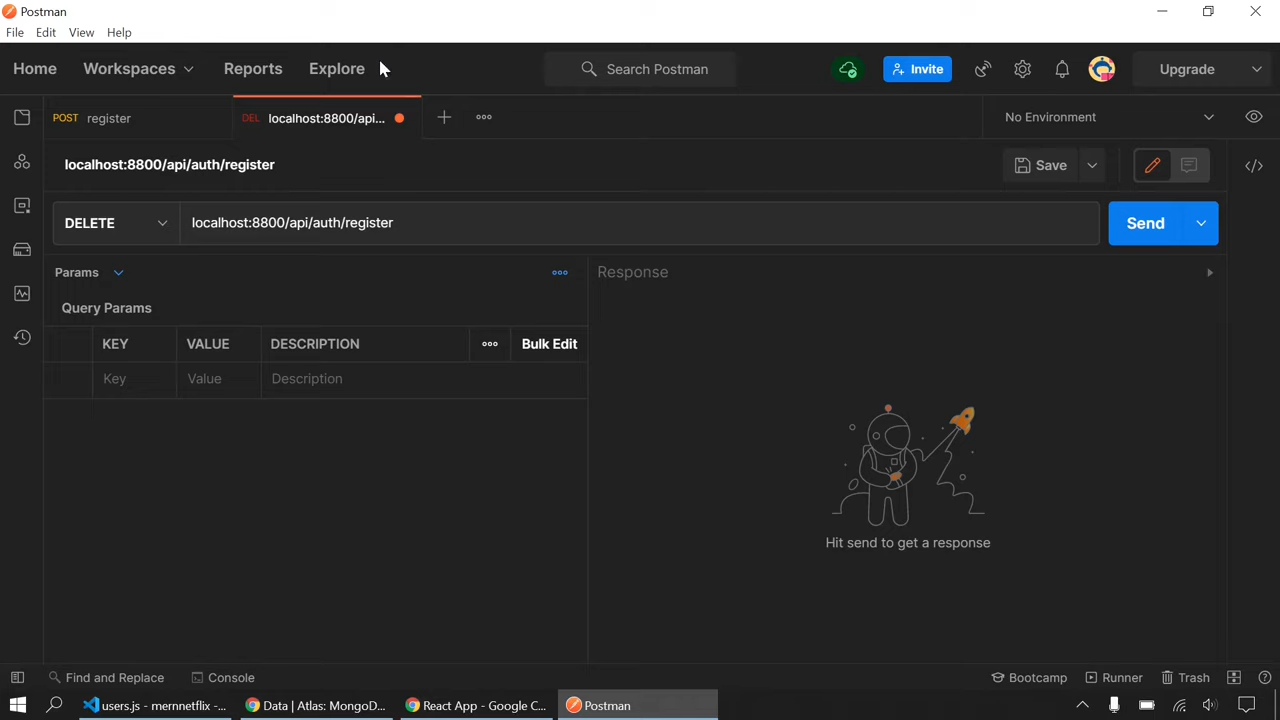 Postman
File Edit View Help
Home Workspaces Reports Explore Search Postman Invite Upgrade
POST register DEL localhost:8800/api... No Environment
localhost:8800/api/auth/register Save
DELETE localhost:8800/api/auth/register Send
Params Response
Query Params
KEY VALUE DESCRIPTION Bulk Edit
Key Value Description
Hit send to get a response
Find and Replace Console Bootcamp Runner Trash
users.js - mernnetflix -... Data | Atlas: MongoD... React App - Google C... Postman